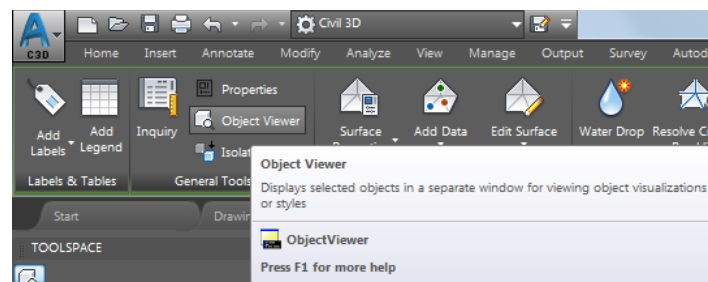 Civil 3D
C3D
Home Insert Annotate Modify Analyze View Manage Output Survey Autod
Properties
Object Viewer
Isolat
Add
Labels
Add
Legend
Inquiry
Surface
Add Data
Edit Surface
Water Drop
Resolve C
Labels & Tables
General Tools
Start
Drawin
TOOLSPACE
Object Viewer
Displays selected objects in a separate window for viewing object visualizations
or styles
ObjectViewer
Press F1 for more help